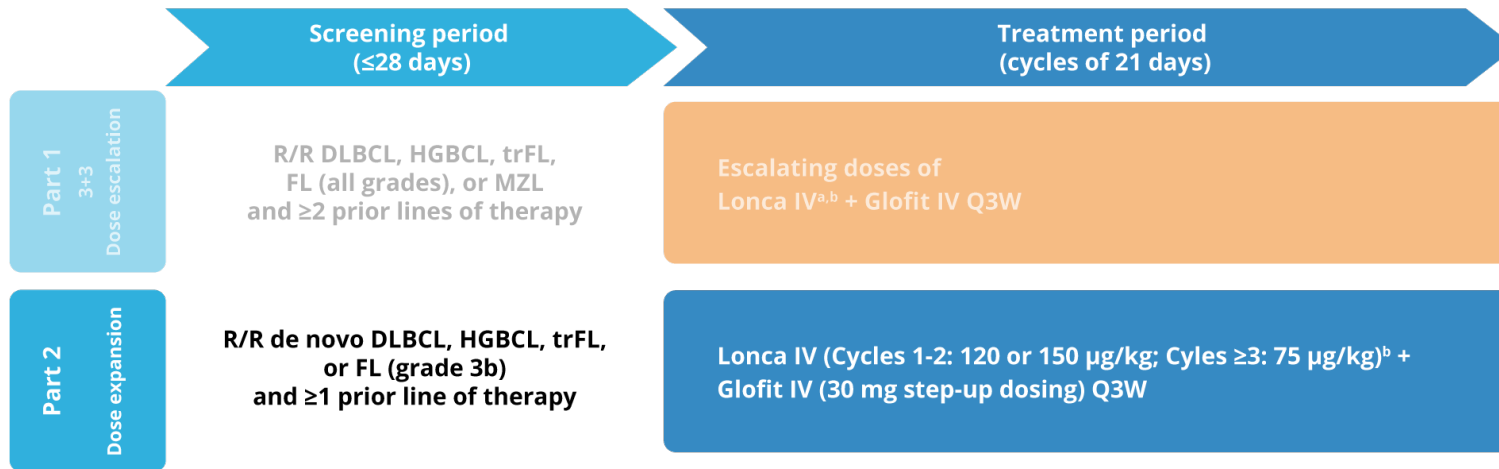 Screening period
(≤28 days)
Treatment period
(cycles of 21 days)
Part 1
3+3
Dose escalation
R/R DLBCL, HGBCL, trFL,
FL (all grades), or MZL
and ≥2 prior lines of therapy
Escalating doses of
Lonca IVᵃ,ᵇ + Glofit IV Q3W
Part 2
Dose expansion
R/R de novo DLBCL, HGBCL, trFL,
or FL (grade 3b)
and ≥1 prior line of therapy
Lonca IV (Cycles 1-2: 120 or 150 µg/kg; Cyles ≥3: 75 µg/kg)ᵇ +
Glofit IV (30 mg step-up dosing) Q3W